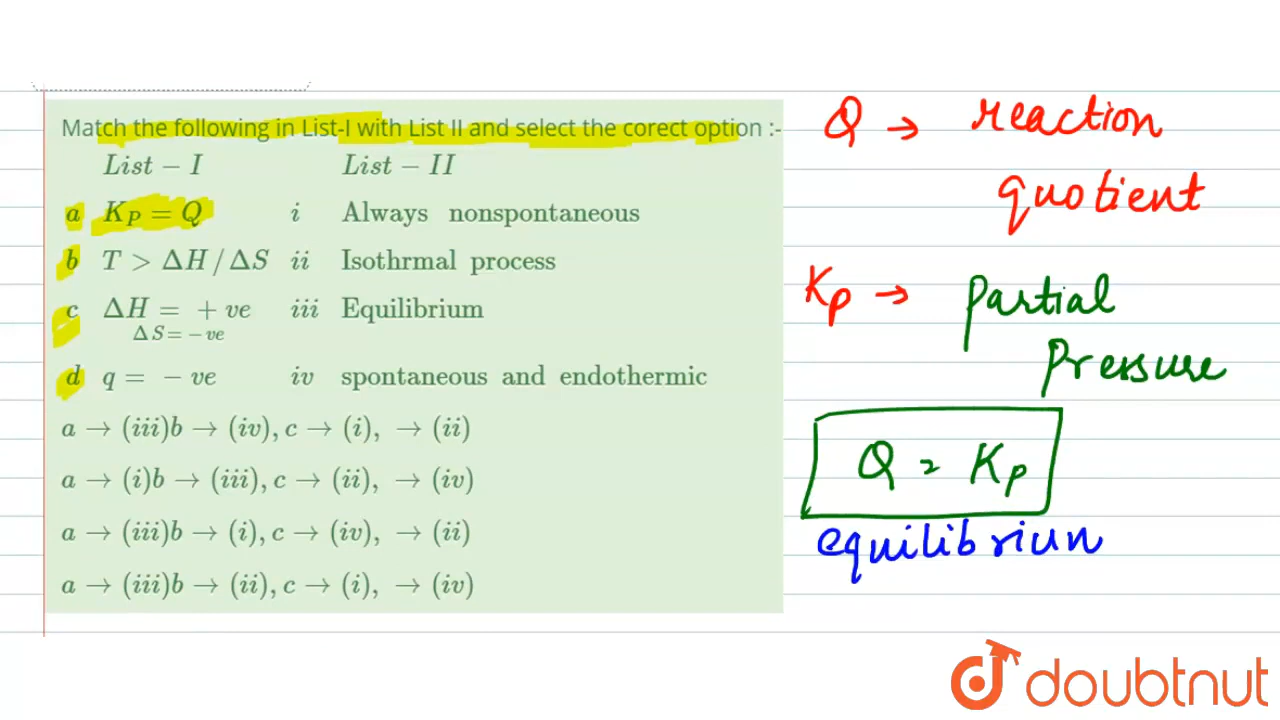 Match the following in List-I with List II and select the corect option :-
List - I List - II
a K_P = Q i Always nonspontaneous
b T > ΔH / ΔS ii Isothrmal process
c ΔH = + ve iii Equilibrium
ΔS = - ve
d q = - ve iv spontaneous and endothermic
a → (iii)b → (iv), c → (i), → (ii)
a → (i)b → (iii), c → (ii), → (iv)
a → (iii)b → (i), c → (iv), → (ii)
a → (iii)b → (ii), c → (i), → (iv)
Q → reaction
quotient
Kp → Partial
Pressure
Q = Kp
equilibriun
doubtnut